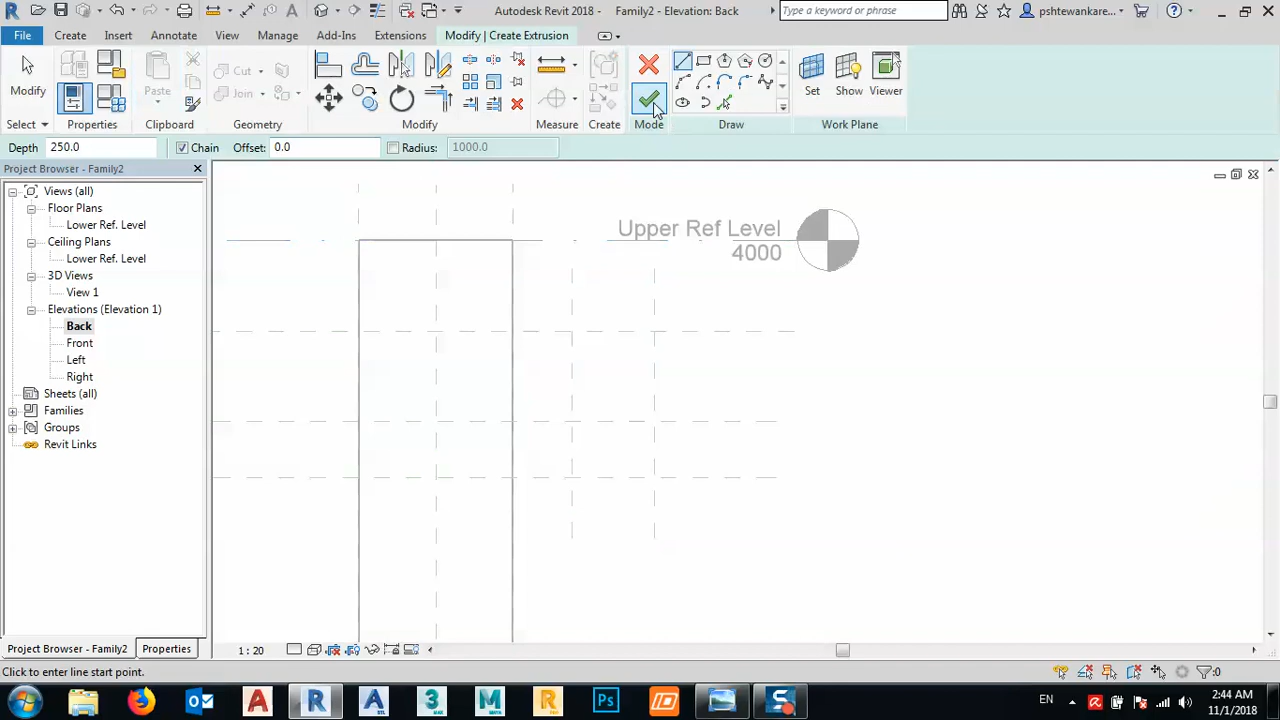 Autodesk Revit 2018 - Family2 - Elevation: Back
Type a keyword or phrase
pshtewankare...
File Create Insert Annotate View Manage Add-Ins Extensions Modify | Create Extrusion
Modify
Paste
Cut
Join
Set Show Viewer
Select Properties Clipboard Geometry Modify Measure Create Mode Draw Work Plane
Depth 250.0 Chain Offset: 0.0 Radius: 1000.0
Project Browser - Family2
Views (all)
Floor Plans
Lower Ref. Level
Ceiling Plans
Lower Ref. Level
3D Views
View 1
Elevations (Elevation 1)
Back
Front
Left
Right
Sheets (all)
Families
Groups
Revit Links
Upper Ref Level
4000
Project Browser - Family2 Properties
1 : 20
Click to enter line start point.
:0
EN
2:44 AM
11/1/2018